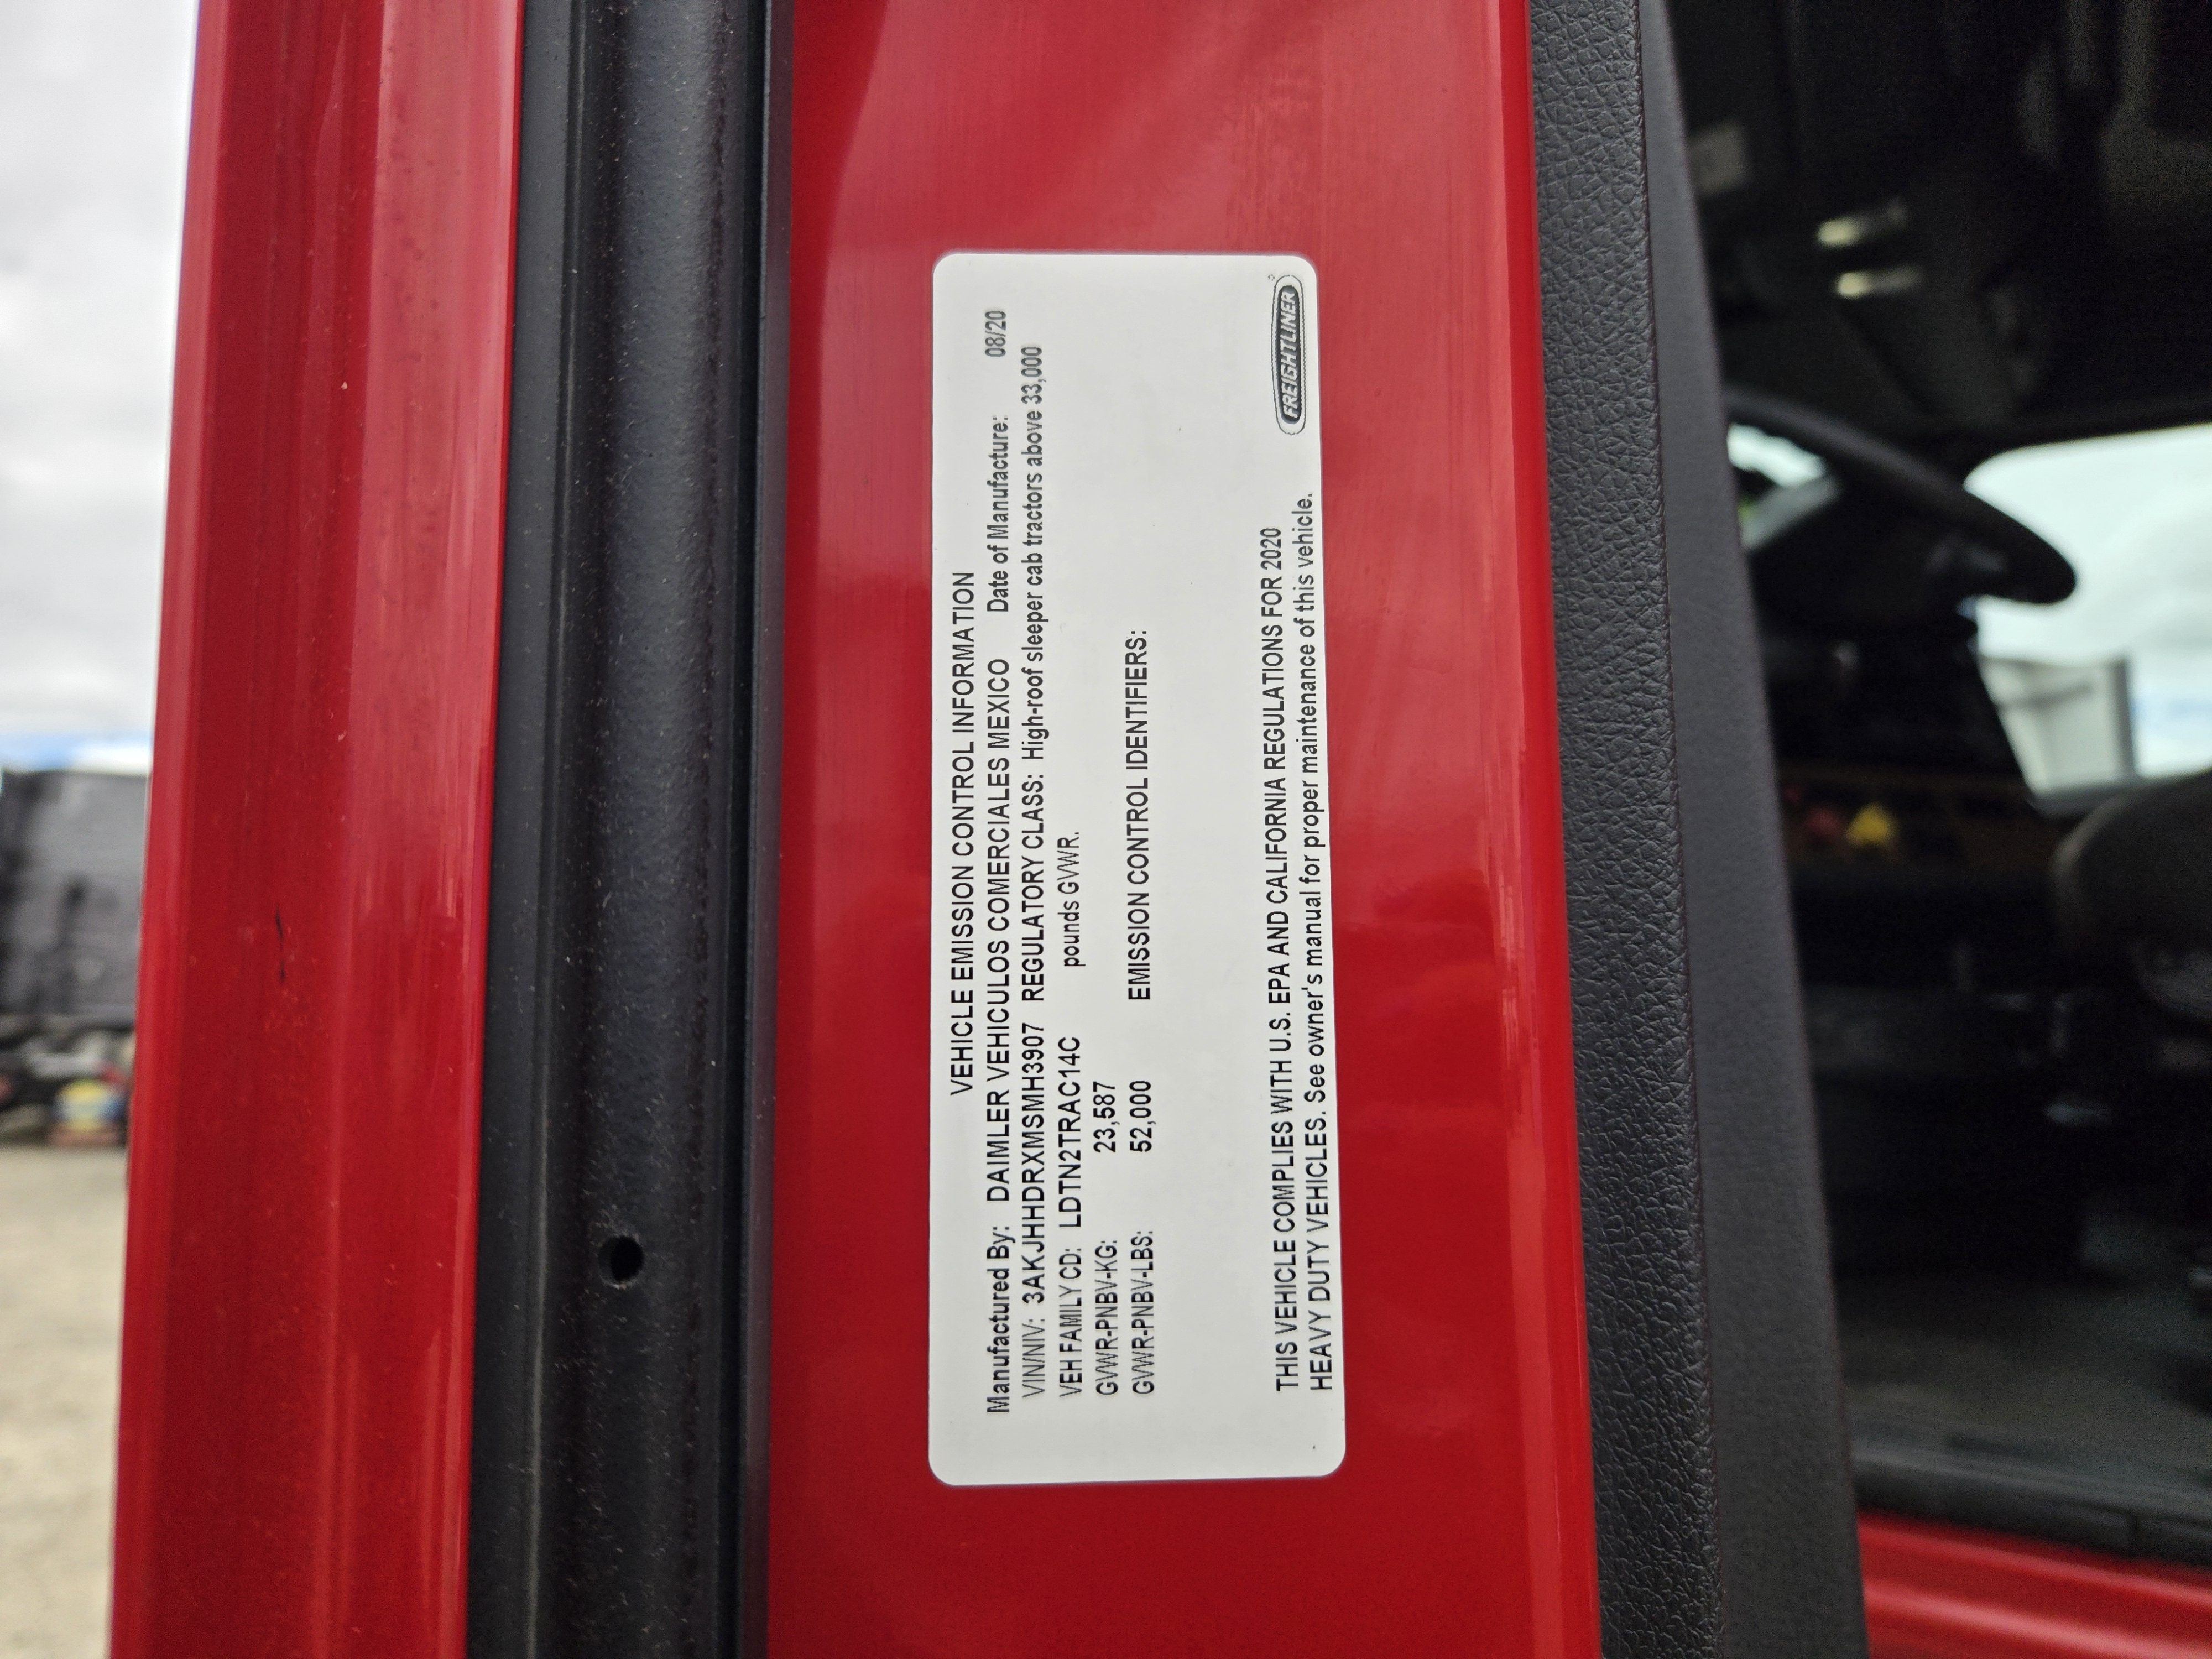 VEHICLE EMISSION CONTROL INFORMATION
Manufactured By: DAIMLER VEHICULOS COMERCIALES MEXICO Date of Manufacture: 08/20
VIN/NIV: 3AKJHHDRXMSMH3907 REGULATORY CLASS: High-roof sleeper cab tractors above 33,000
VEH FAMILY CD: LDTN2TRAC14C pounds GVWR.
GVWR-PNBV-KG: 23,587
GVWR-PNBV-LBS: 52,000 EMISSION CONTROL IDENTIFIERS:
THIS VEHICLE COMPLIES WITH U.S. EPA AND CALIFORNIA REGULATIONS FOR 2020
HEAVY DUTY VEHICLES. See owner's manual for proper maintenance of this vehicle.
FREIGHTLINER